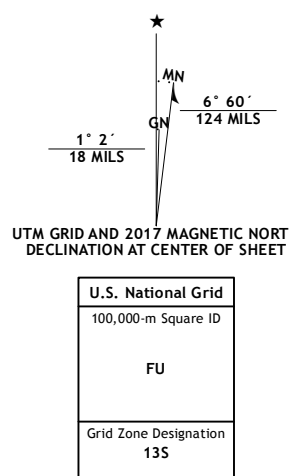 ★
MN
GN
6° 60´
124 MILS
1° 2´
18 MILS
UTM GRID AND 2017 MAGNETIC NORT
DECLINATION AT CENTER OF SHEET
U.S. National Grid
100,000-m Square ID
FU
Grid Zone Designation
13S